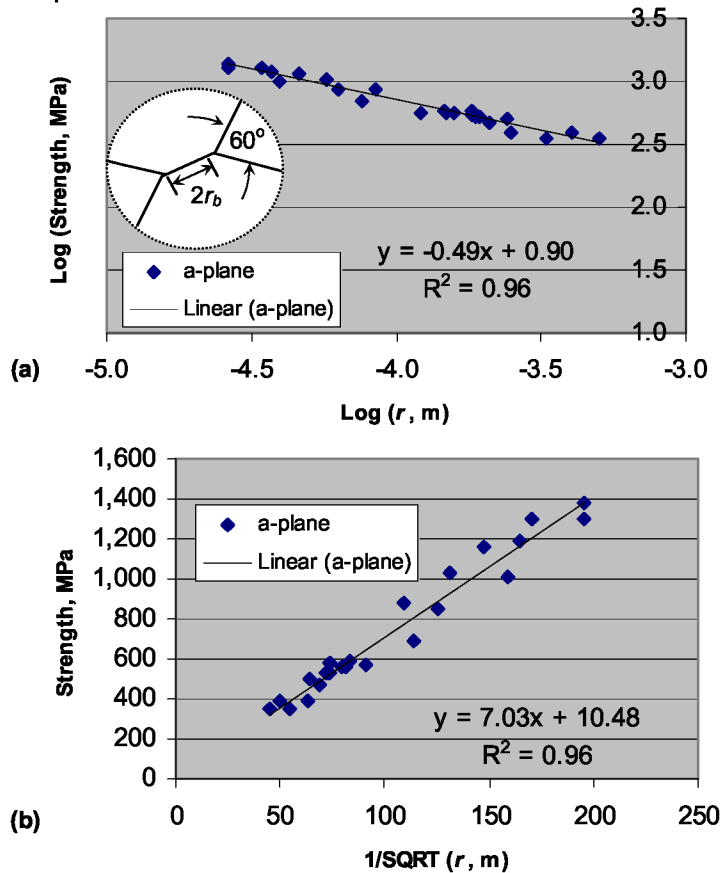 Log (Strength, MPa)
3.5
3.0
2.5
2.0
1.5
1.0
60°
2r_b
a-plane
Linear (a-plane)
y = -0.49x + 0.90
R² = 0.96
(a)
-5.0 -4.5 -4.0 -3.5 -3.0
Log (r, m)
Strength, MPa
1,600
1,400
1,200
1,000
800
600
400
200
0
a-plane
Linear (a-plane)
y = 7.03x + 10.48
R² = 0.96
(b)
0 50 100 150 200 250
1/SQRT (r, m)